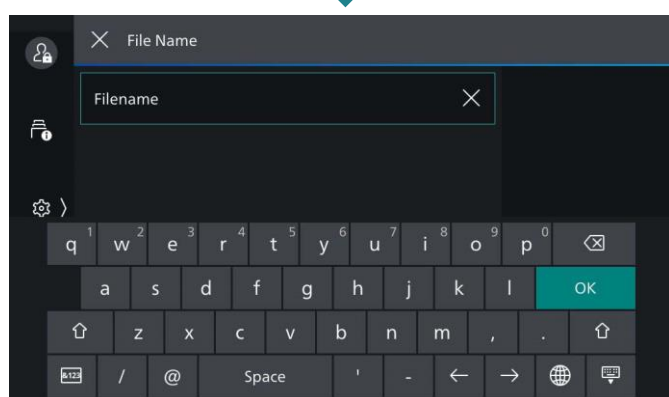 File Name
Filename
q 1 w 2 e 3 r 4 t 5 y 6 u 7 i 8 o 9 p 0
a s d f g h j k l OK
z x c v b n m , .
&123 / @ Space ' -